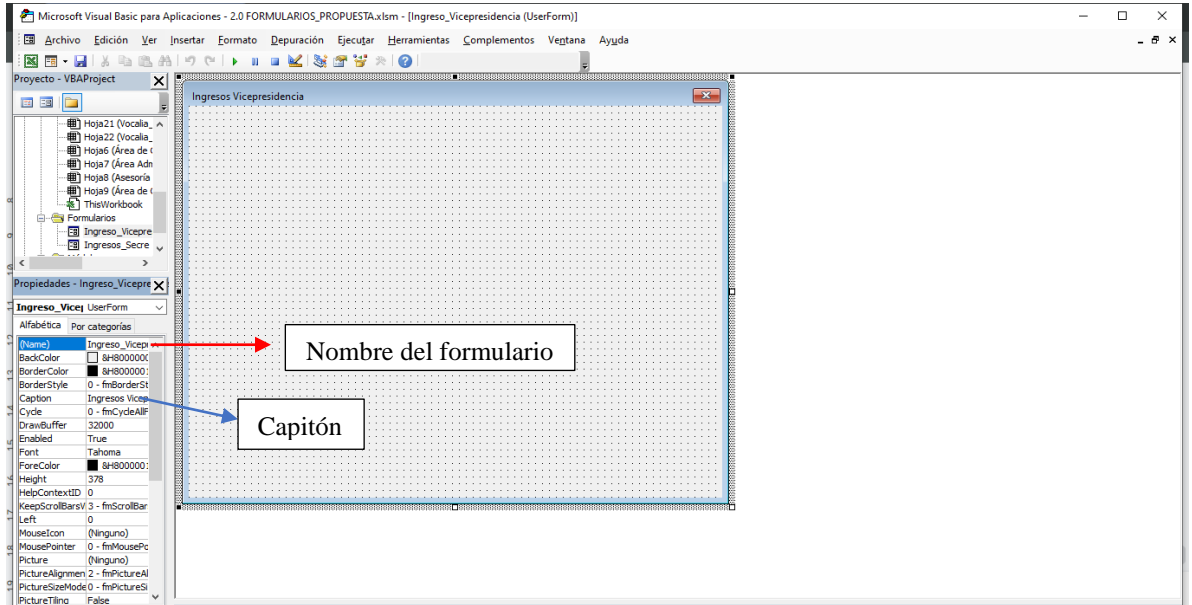 Microsoft Visual Basic para Aplicaciones - 2.0 FORMULARIOS_PROPUESTA.xlsm - [Ingreso_Vicepresidencia (UserForm)]
Archivo Edición Ver Insertar Formato Depuración Ejecutar Herramientas Complementos Ventana Ayuda
Proyecto - VBAProject
Hoja21 (Vocalia_
Hoja22 (Vocalia_
Hoja6 (Área de
Hoja7 (Área Adm
Hoja8 (Asesoría
Hoja9 (Área de
ThisWorkbook
Formularios
Ingreso_Vicepre
Ingresos_Secre
Propiedades - Ingreso_Vicepre
Ingreso_Vicep UserForm
Alfabética Por categorías
(Name) Ingreso_Vicepr
BackColor &H8000000
BorderColor &H800001
BorderStyle 0 - fmBorderSt
Caption Ingresos Vicep
Cycle 0 - fmCycleAllF
DrawBuffer 32000
Enabled True
Font Tahoma
ForeColor &H800000
Height 378
HelpContextID 0
KeepScrollBarsV 3 - fmScrollBar
Left 0
MouseIcon (Ninguno)
MousePointer 0 - fmMousePo
Picture (Ninguno)
PictureAlignmen 2 - fmPictureAl
PictureSizeMode 0 - fmPictureSi
PictureTiling False
Ingresos Vicepresidencia
Nombre del formulario
Capitón